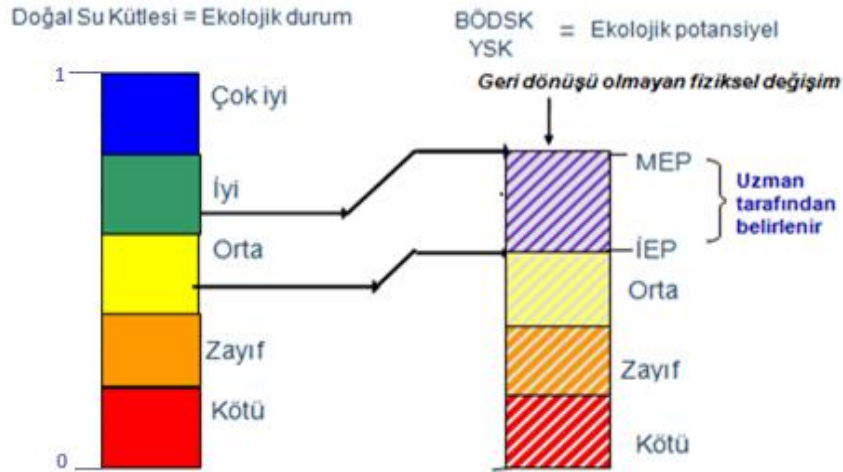 Doğal Su Kütlesi = Ekolojik durum
1
Çok iyi
İyi
Orta
Zayıf
Kötü
0
BÖDSK
YSK = Ekolojik potansiyel
Geri dönüşü olmayan fiziksel değişim
MEP
Uzman
tarafından
belirlenir
İEP
Orta
Zayıf
Kötü